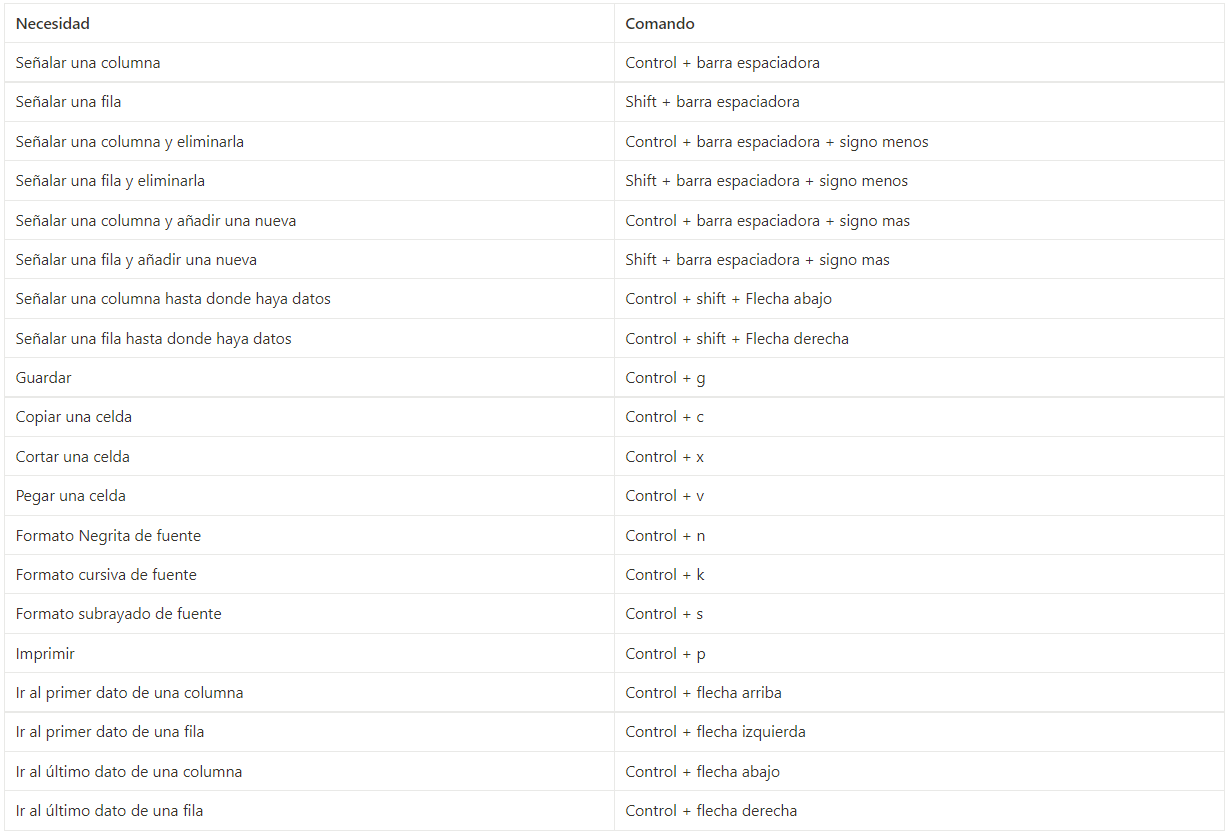 Necesidad Comando
Señalar una columna Control + barra espaciadora
Señalar una fila Shift + barra espaciadora
Señalar una columna y eliminarla Control + barra espaciadora + signo menos
Señalar una fila y eliminarla Shift + barra espaciadora + signo menos
Señalar una columna y añadir una nueva Control + barra espaciadora + signo mas
Señalar una fila y añadir una nueva Shift + barra espaciadora + signo mas
Señalar una columna hasta donde haya datos Control + shift + Flecha abajo
Señalar una fila hasta donde haya datos Control + shift + Flecha derecha
Guardar Control + g
Copiar una celda Control + c
Cortar una celda Control + x
Pegar una celda Control + v
Formato Negrita de fuente Control + n
Formato cursiva de fuente Control + k
Formato subrayado de fuente Control + s
Imprimir Control + p
Ir al primer dato de una columna Control + flecha arriba
Ir al primer dato de una fila Control + flecha izquierda
Ir al último dato de una columna Control + flecha abajo
Ir al último dato de una fila Control + flecha derecha